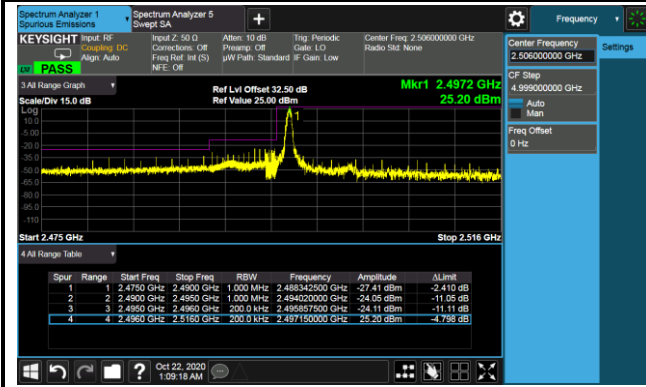 Spectrum Analyzer 1
Spurious Emissions
Spectrum Analyzer 5
Swept SA
Frequency
KEYSIGHT
Input: RF
Coupling: DC
Align: Auto
Input Z: 50 Ω
Corrections: Off
Freq Ref: Int (S)
NFE: Off
Atten: 10 dB
Preamp: Off
µW Path: Standard
Trig: Periodic
Gate: LO
IF Gain: Low
Center Freq: 2.506000000 GHz
Radio Std: None
PASS
Center Frequency
2.506000000 GHz
Settings
CF Step
4.999000000 GHz
Auto
Man
Freq Offset
0 Hz
3 All Range Graph
Scale/Div 15.0 dB
Ref Lvl Offset 32.50 dB
Ref Value 25.00 dBm
Mkr1 2.4972 GHz
25.20 dBm
Log
10.0
-5.00
-20.0
-35.0
-50.0
-65.0
-80.0
-95.0
-110
1
Start 2.475 GHz
Stop 2.516 GHz
4 All Range Table
Spur Range Start Freq Stop Freq RBW Frequency Amplitude ΔLimit
1 1 2.4750 GHz 2.4900 GHz 1.000 MHz 2.488342500 GHz -27.41 dBm -2.410 dB
2 2 2.4900 GHz 2.4950 GHz 1.000 MHz 2.494020000 GHz -24.05 dBm -11.05 dB
3 3 2.4950 GHz 2.4960 GHz 200.0 kHz 2.495857500 GHz -24.11 dBm -11.11 dB
4 4 2.4960 GHz 2.5160 GHz 200.0 kHz 2.497150000 GHz 25.20 dBm -4.798 dB
?
Oct 22, 2020
1:09:18 AM